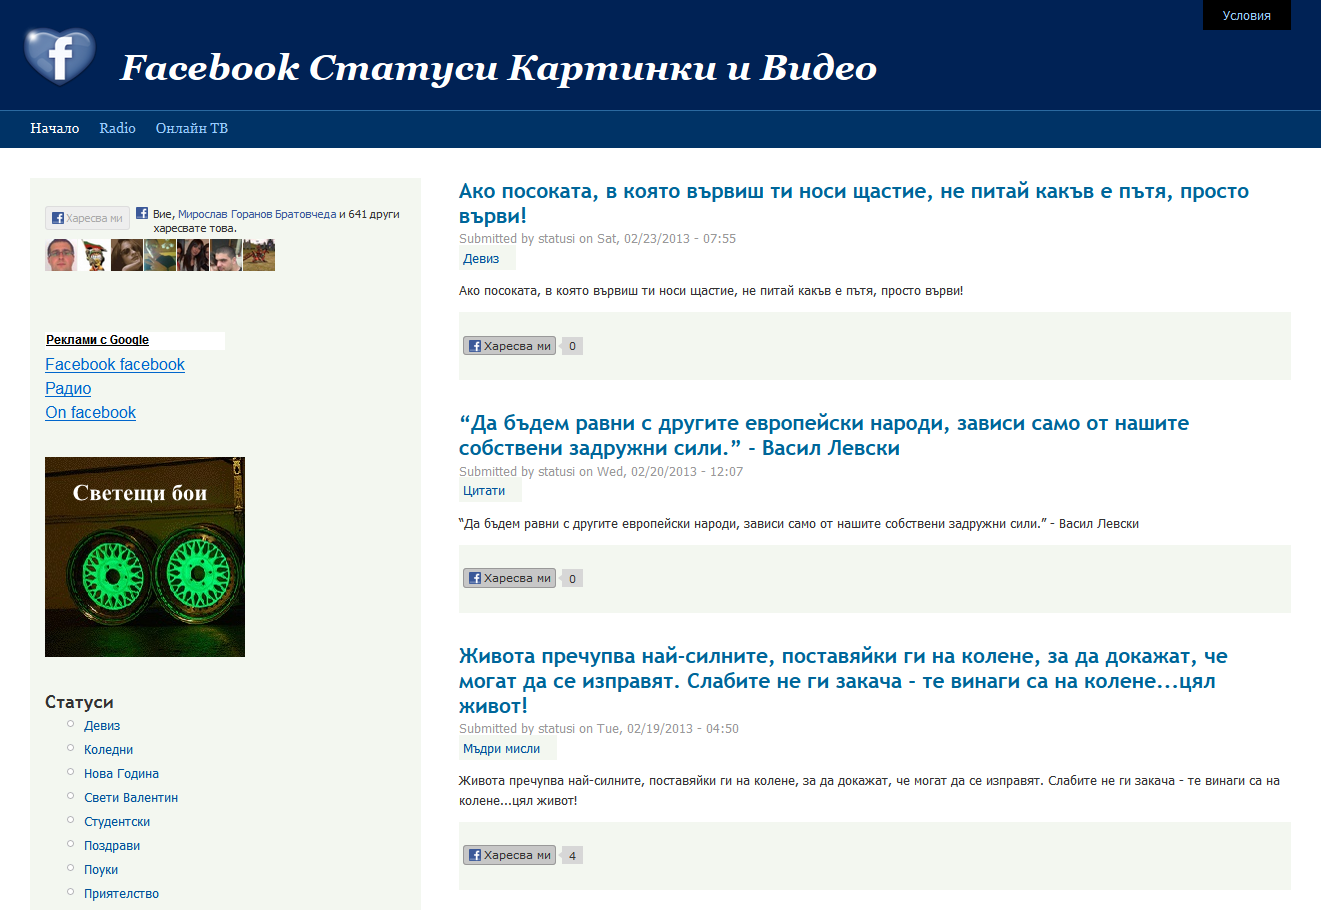 Условия
Facebook Статуси Картинки и Видео
Начало Radio Онлайн ТВ
Харесва ми Вие, Мирослав Горанов Братовчеда и 641 други
харесвате това.
Реклами с Google
Facebook facebook
Радио
On facebook
Светещи бои
Статуси
Девиз
Коледни
Нова Година
Свети Валентин
Студентски
Поздрави
Поуки
Приятелство
Ако посоката, в която вървиш ти носи щастие, не питай какъв е пътя, просто
върви!
Submitted by statusi on Sat, 02/23/2013 - 07:55
Девиз
Ако посоката, в която вървиш ти носи щастие, не питай какъв е пътя, просто върви!
Харесва ми 0
“Да бъдем равни с другите европейски народи, зависи само от нашите
собствени задружни сили.” - Васил Левски
Submitted by statusi on Wed, 02/20/2013 - 12:07
Цитати
“Да бъдем равни с другите европейски народи, зависи само от нашите собствени задружни сили.” - Васил Левски
Харесва ми 0
Живота пречупва най-силните, поставяйки ги на колене, за да докажат, че
могат да се изправят. Слабите не ги закача - те винаги са на колене...цял
живот!
Submitted by statusi on Tue, 02/19/2013 - 04:50
Мъдри мисли
Живота пречупва най-силните, поставяйки ги на колене, за да докажат, че могат да се изправят. Слабите не ги закача - те винаги са на
колене...цял живот!
Харесва ми 4